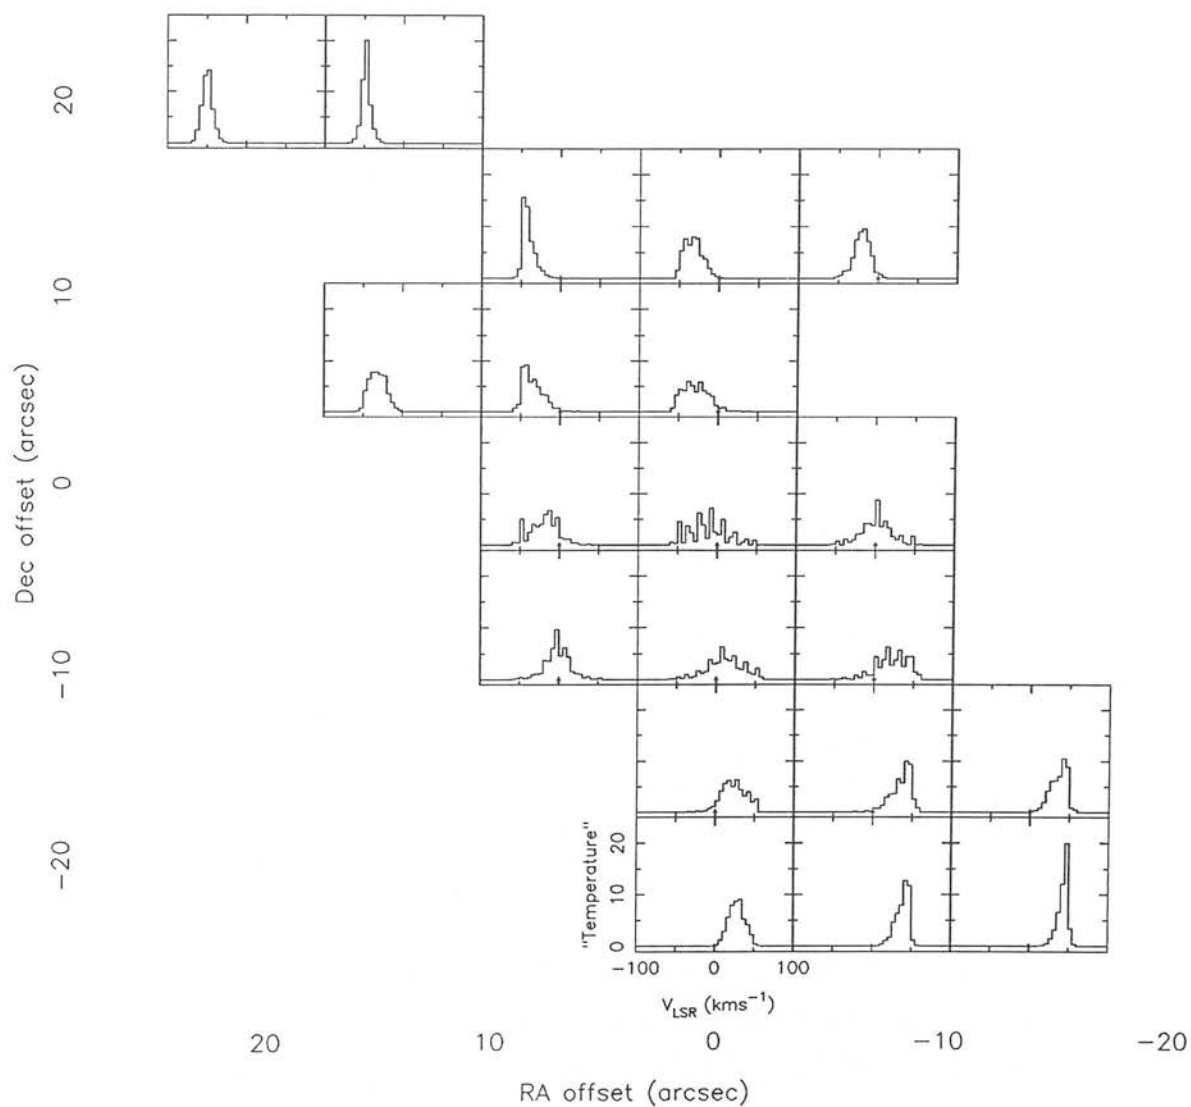 20
10
0
-10
-20
Dec offset (arcsec)
"Temperature"
20
10
0
-100 0 100
V_LSR (kms⁻¹)
20 10 0 -10 -20
RA offset (arcsec)